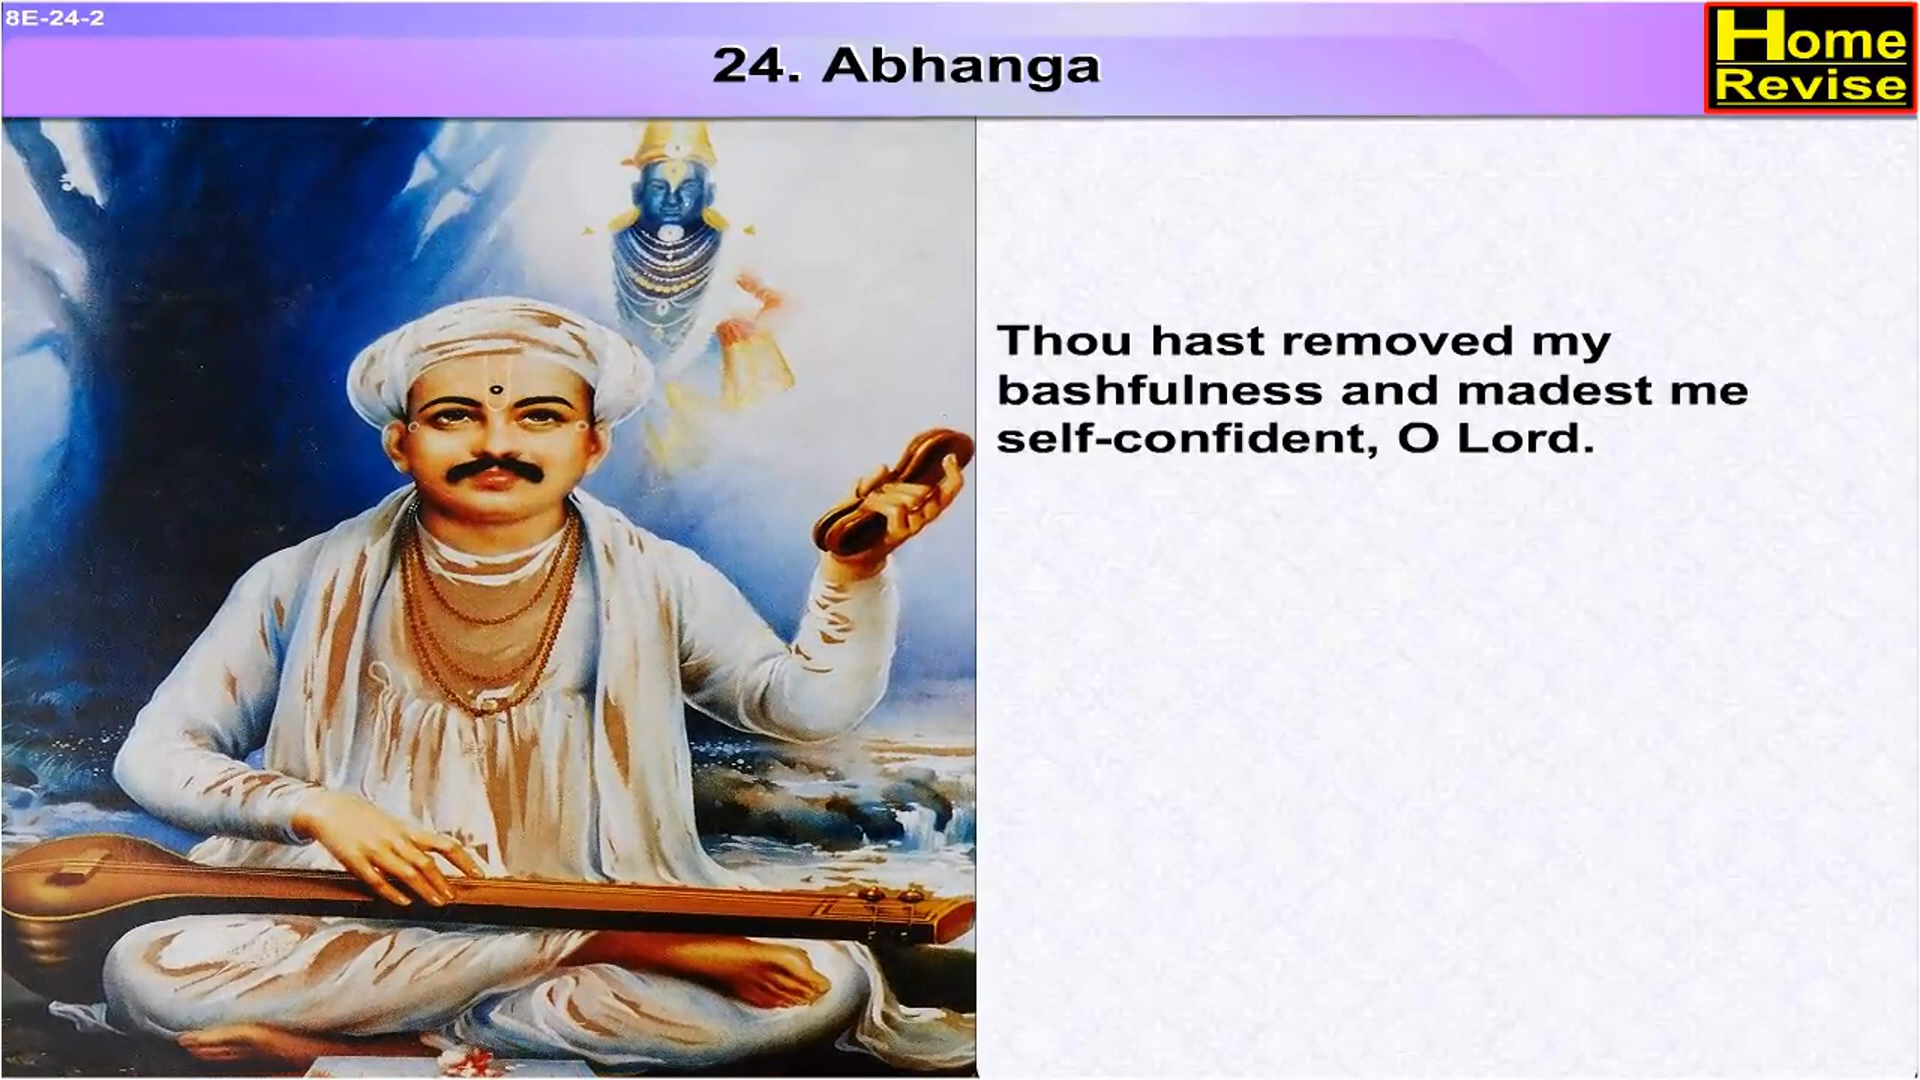 8E-24-2
24. Abhanga
Home
Revise
Thou hast removed my
bashfulness and madest me
self-confident, O Lord.